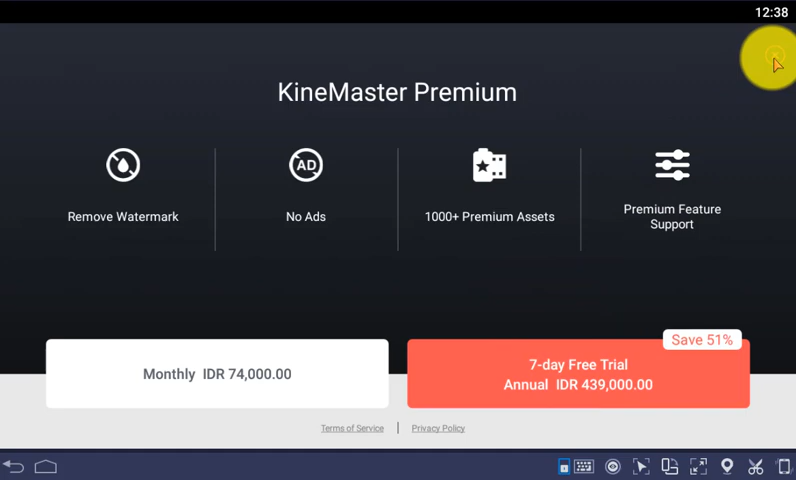 12:38
KineMaster Premium
AD
Remove Watermark
No Ads
1000+ Premium Assets
Premium Feature
Support
Save 51%
Monthly IDR 74,000.00
7-day Free Trial
Annual IDR 439,000.00
Terms of Service | Privacy Policy